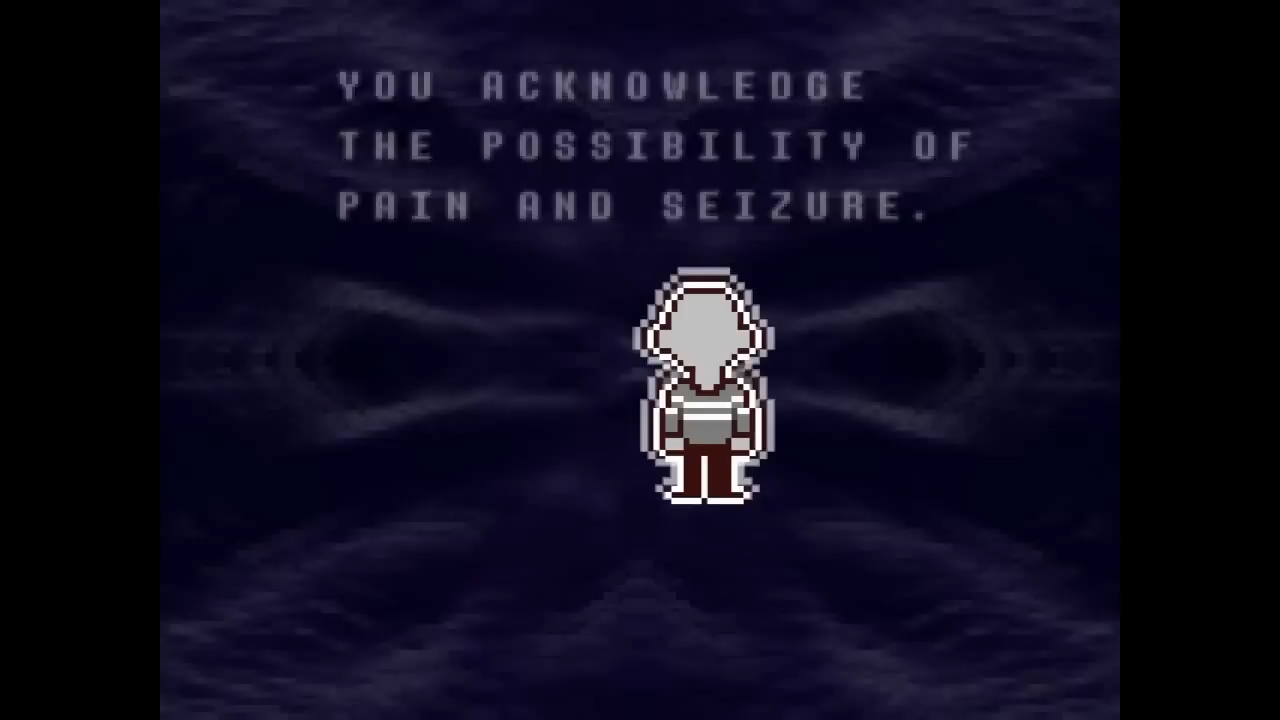 YOU ACKNOWLEDGE
THE POSSIBILITY OF
PAIN AND SEIZURE.